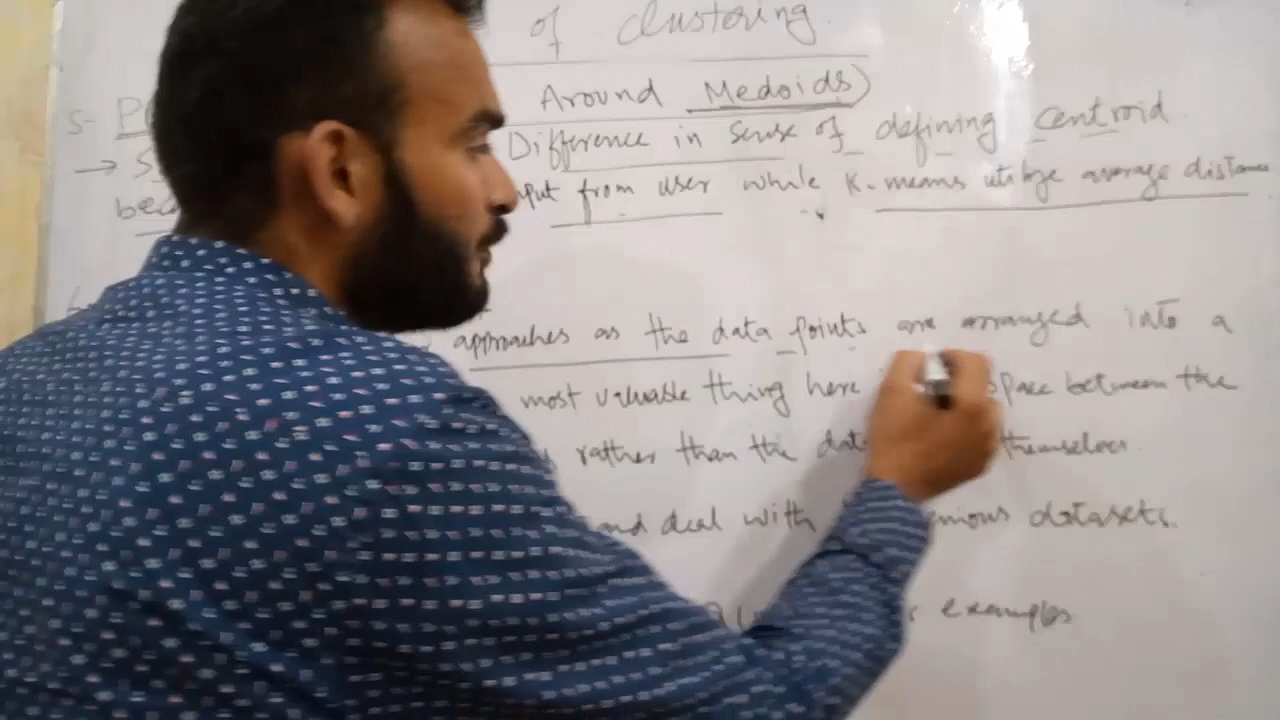 of clustering.
Around Medoids)
5- P
→ S Difference in sense of defining centroid
bec put from user while K-means utilize average distance
approaches as the data points are arranged into a
most valuable thing here space between the
rather than the data themselves.
and deal with datasets.
examples